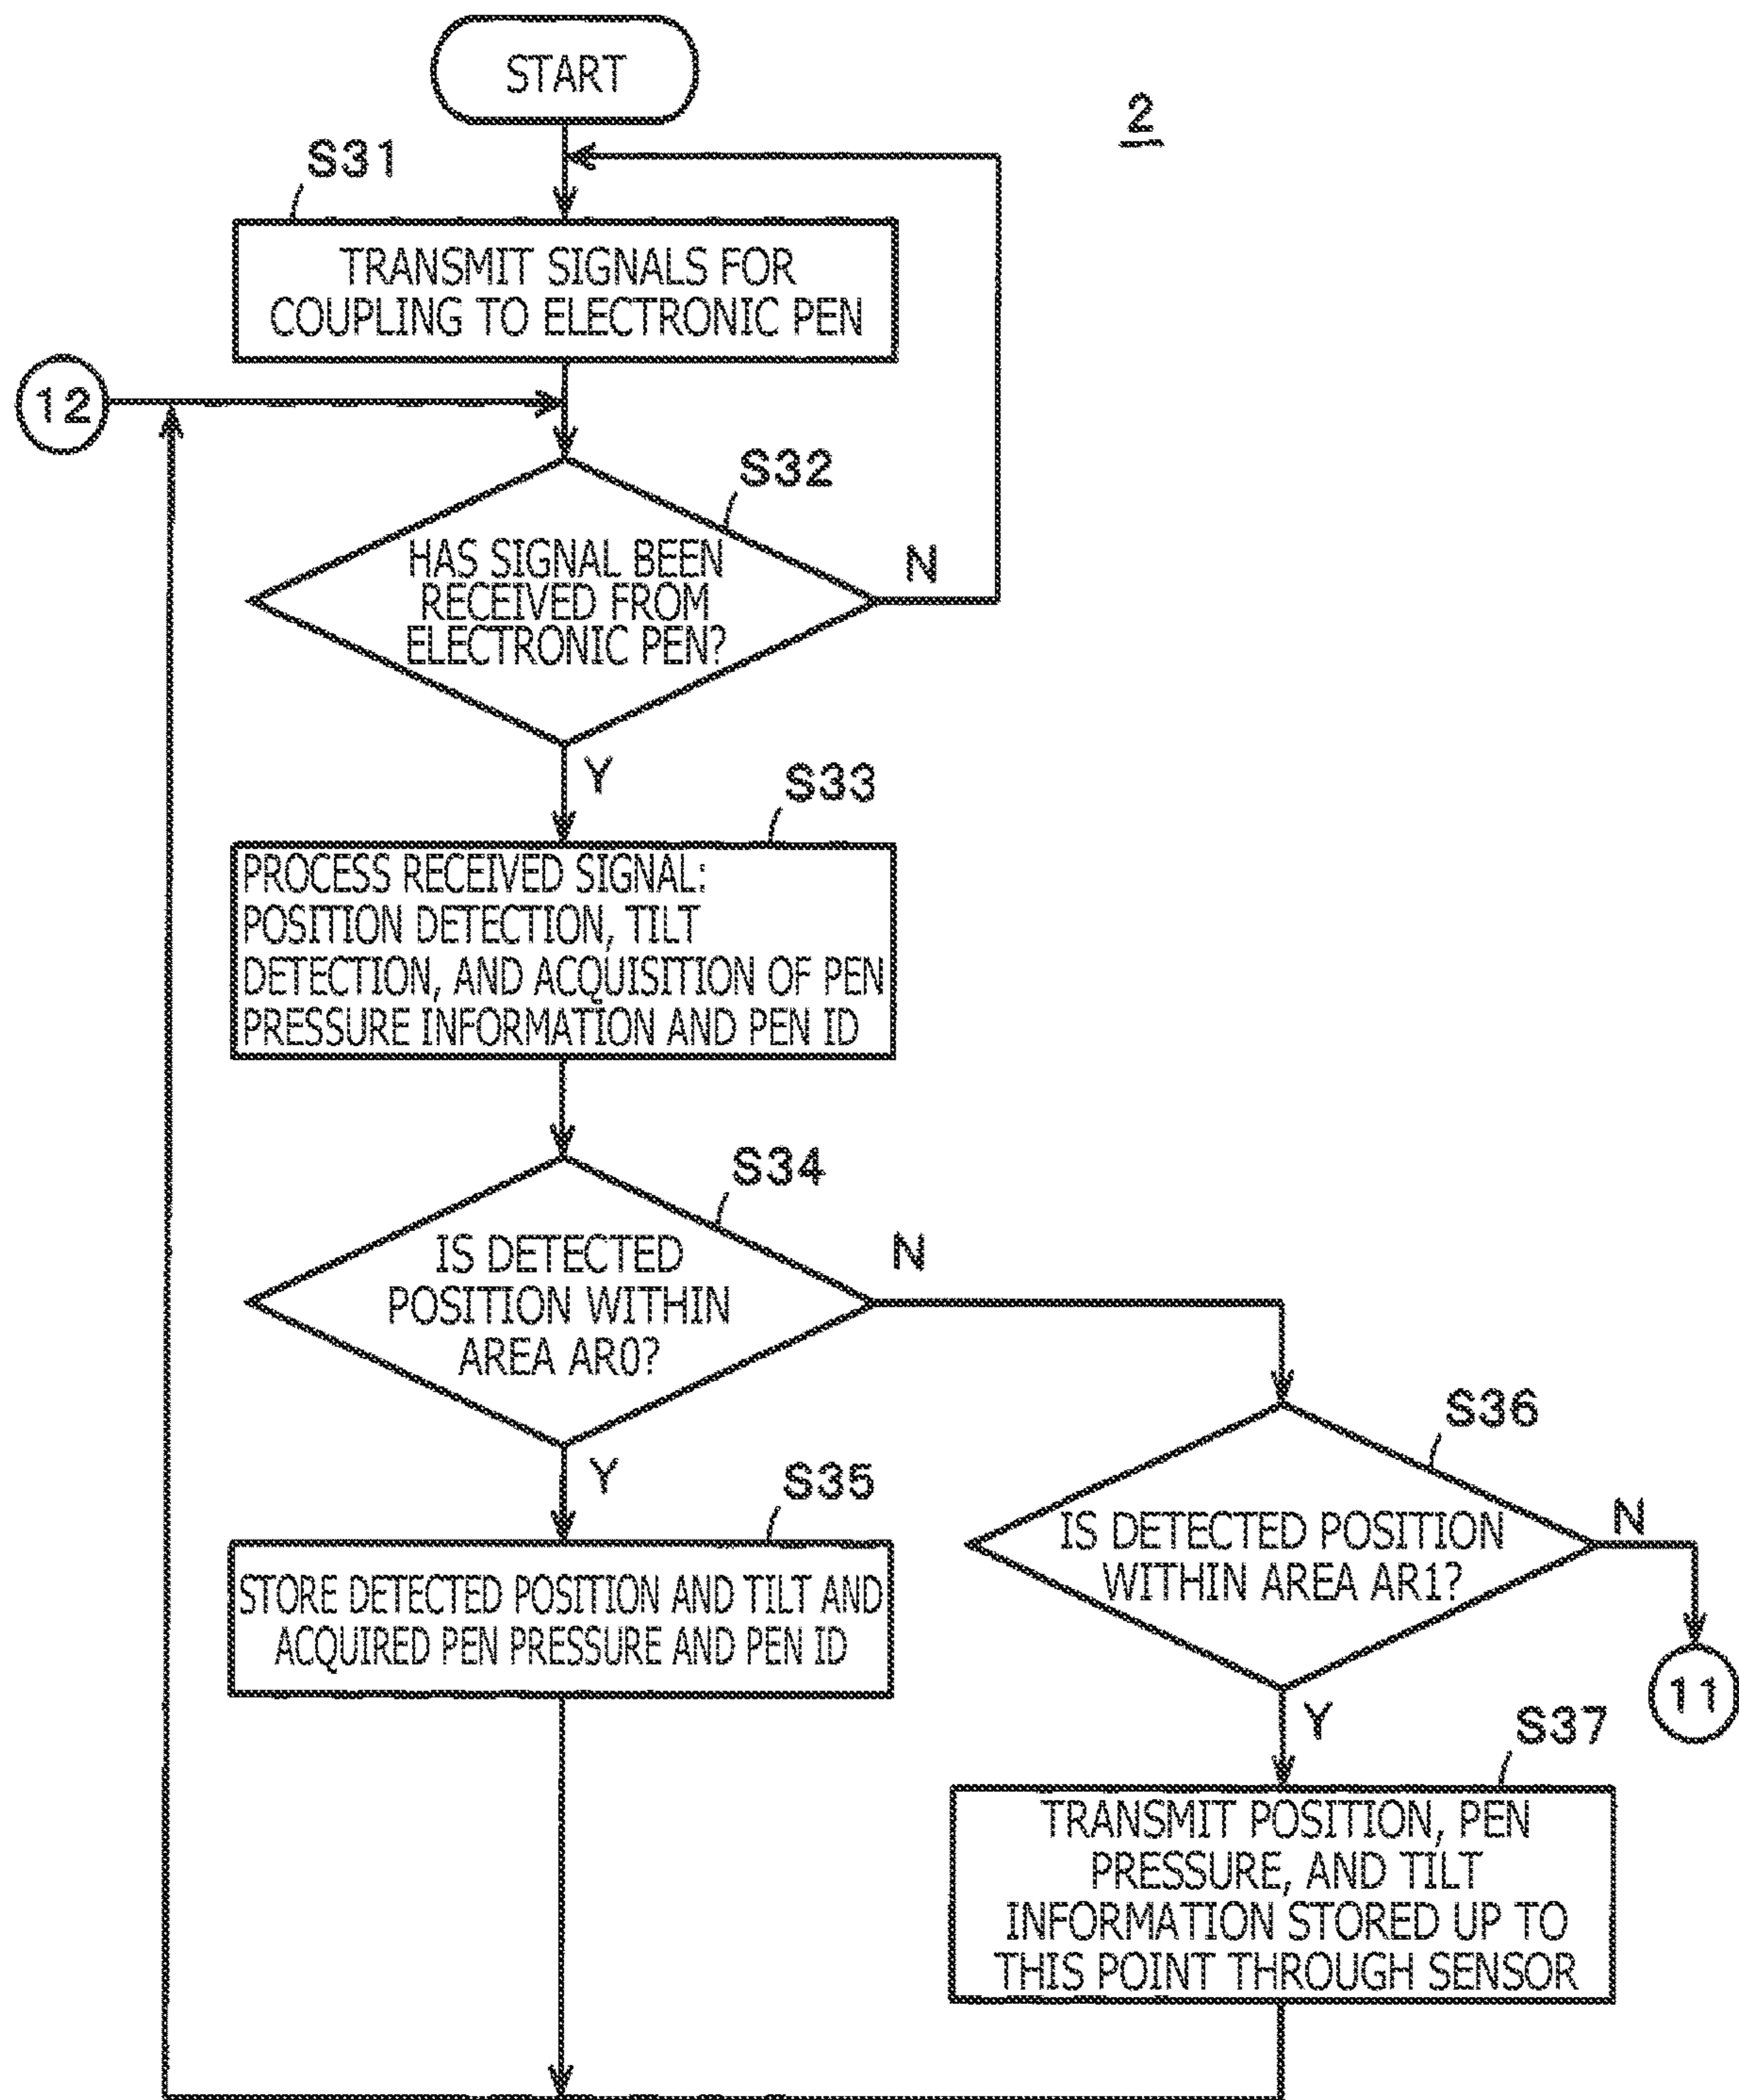 START
2
S31
TRANSMIT SIGNALS FOR
COUPLING TO ELECTRONIC PEN
12
S32
HAS SIGNAL BEEN
RECEIVED FROM
ELECTRONIC PEN?
N
Y
S33
PROCESS RECEIVED SIGNAL:
POSITION DETECTION, TILT
DETECTION, AND ACQUISITION OF PEN
PRESSURE INFORMATION AND PEN ID
S34
IS DETECTED
POSITION WITHIN
AREA AR0?
N
Y
S35
STORE DETECTED POSITION AND TILT AND
ACQUIRED PEN PRESSURE AND PEN ID
S36
IS DETECTED POSITION
WITHIN AREA AR1?
N
11
Y
S37
TRANSMIT POSITION, PEN
PRESSURE, AND TILT
INFORMATION STORED UP TO
THIS POINT THROUGH SENSOR